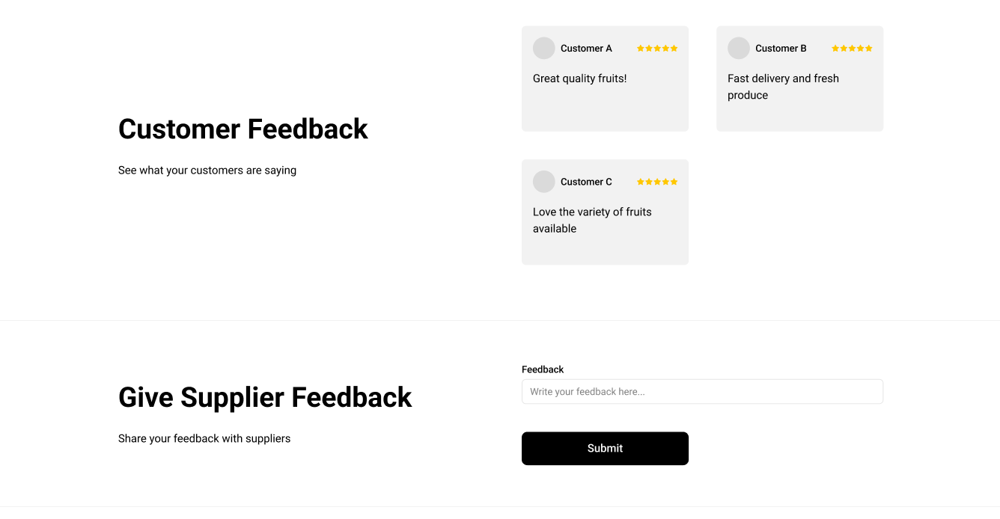 Customer Feedback
See what your customers are saying
Customer A
Great quality fruits!
Customer B
Fast delivery and fresh
produce
Customer C
Love the variety of fruits
available
Give Supplier Feedback
Share your feedback with suppliers
Feedback
Write your feedback here...
Submit